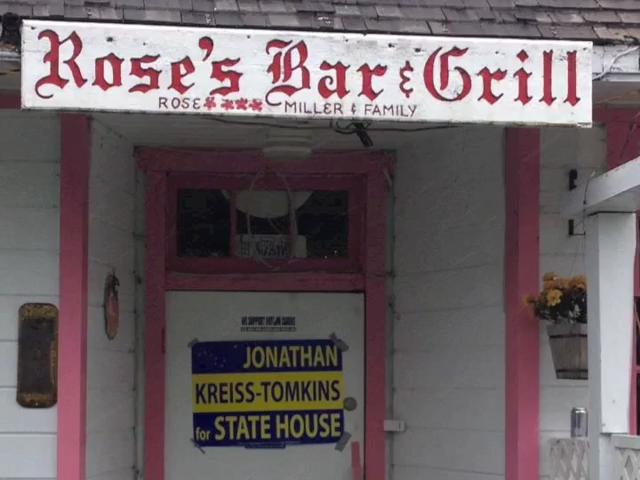 Rose's Bar & Grill
ROSE MILLER & FAMILY
WE SUPPORT
JONATHAN
KREISS-TOMKINS
for STATE HOUSE